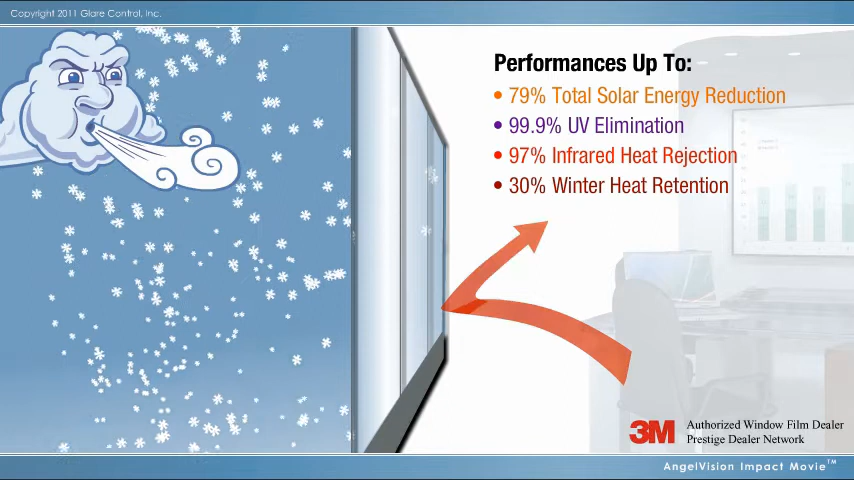 Copyright 2011 Glare Control, Inc.
Performances Up To:
• 79% Total Solar Energy Reduction
• 99.9% UV Elimination
• 97% Infrared Heat Rejection
• 30% Winter Heat Retention
3M
Authorized Window Film Dealer
Prestige Dealer Network
AngelVision Impact Movie™